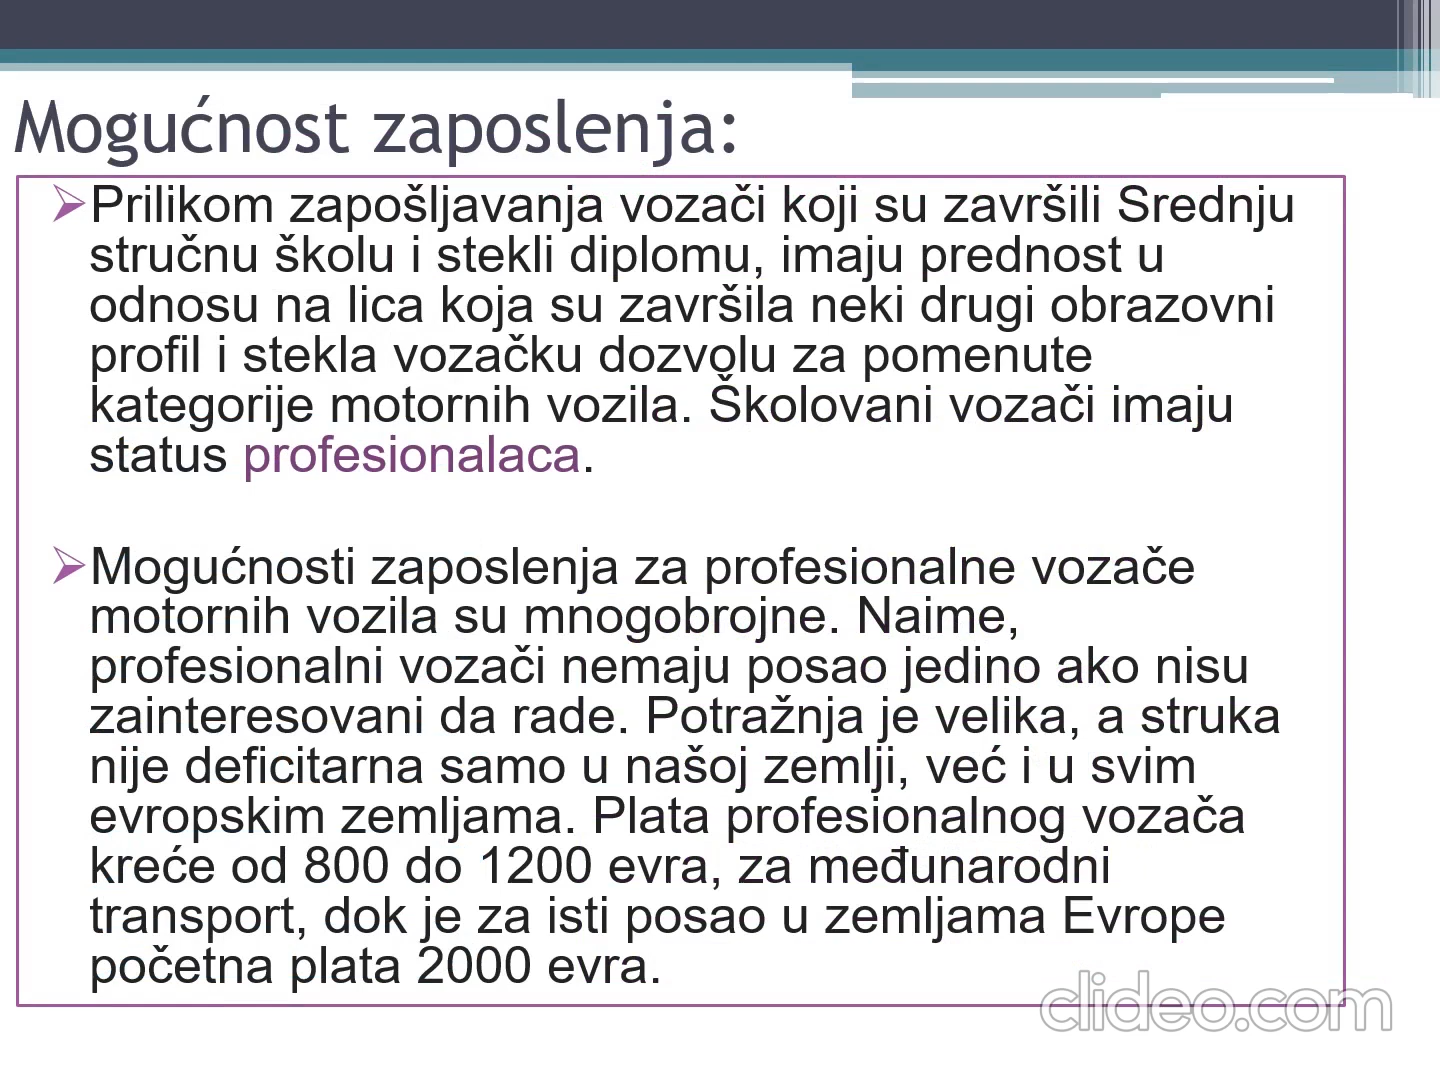 Mogućnost zaposlenja:
Prilikom zapošljavanja vozači koji su završili Srednju
stručnu školu i stekli diplomu, imaju prednost u
odnosu na lica koja su završila neki drugi obrazovni
profil i stekla vozačku dozvolu za pomenute
kategorije motornih vozila. Školovani vozači imaju
status profesionalaca.
Mogućnosti zaposlenja za profesionalne vozače
motornih vozila su mnogobrojne. Naime,
profesionalni vozači nemaju posao jedino ako nisu
zainteresovani da rade. Potražnja je velika, a struka
nije deficitarna samo u našoj zemlji, već i u svim
evropskim zemljama. Plata profesionalnog vozača
kreće od 800 do 1200 evra, za međunarodni
transport, dok je za isti posao u zemljama Evrope
početna plata 2000 evra.
clideo.com